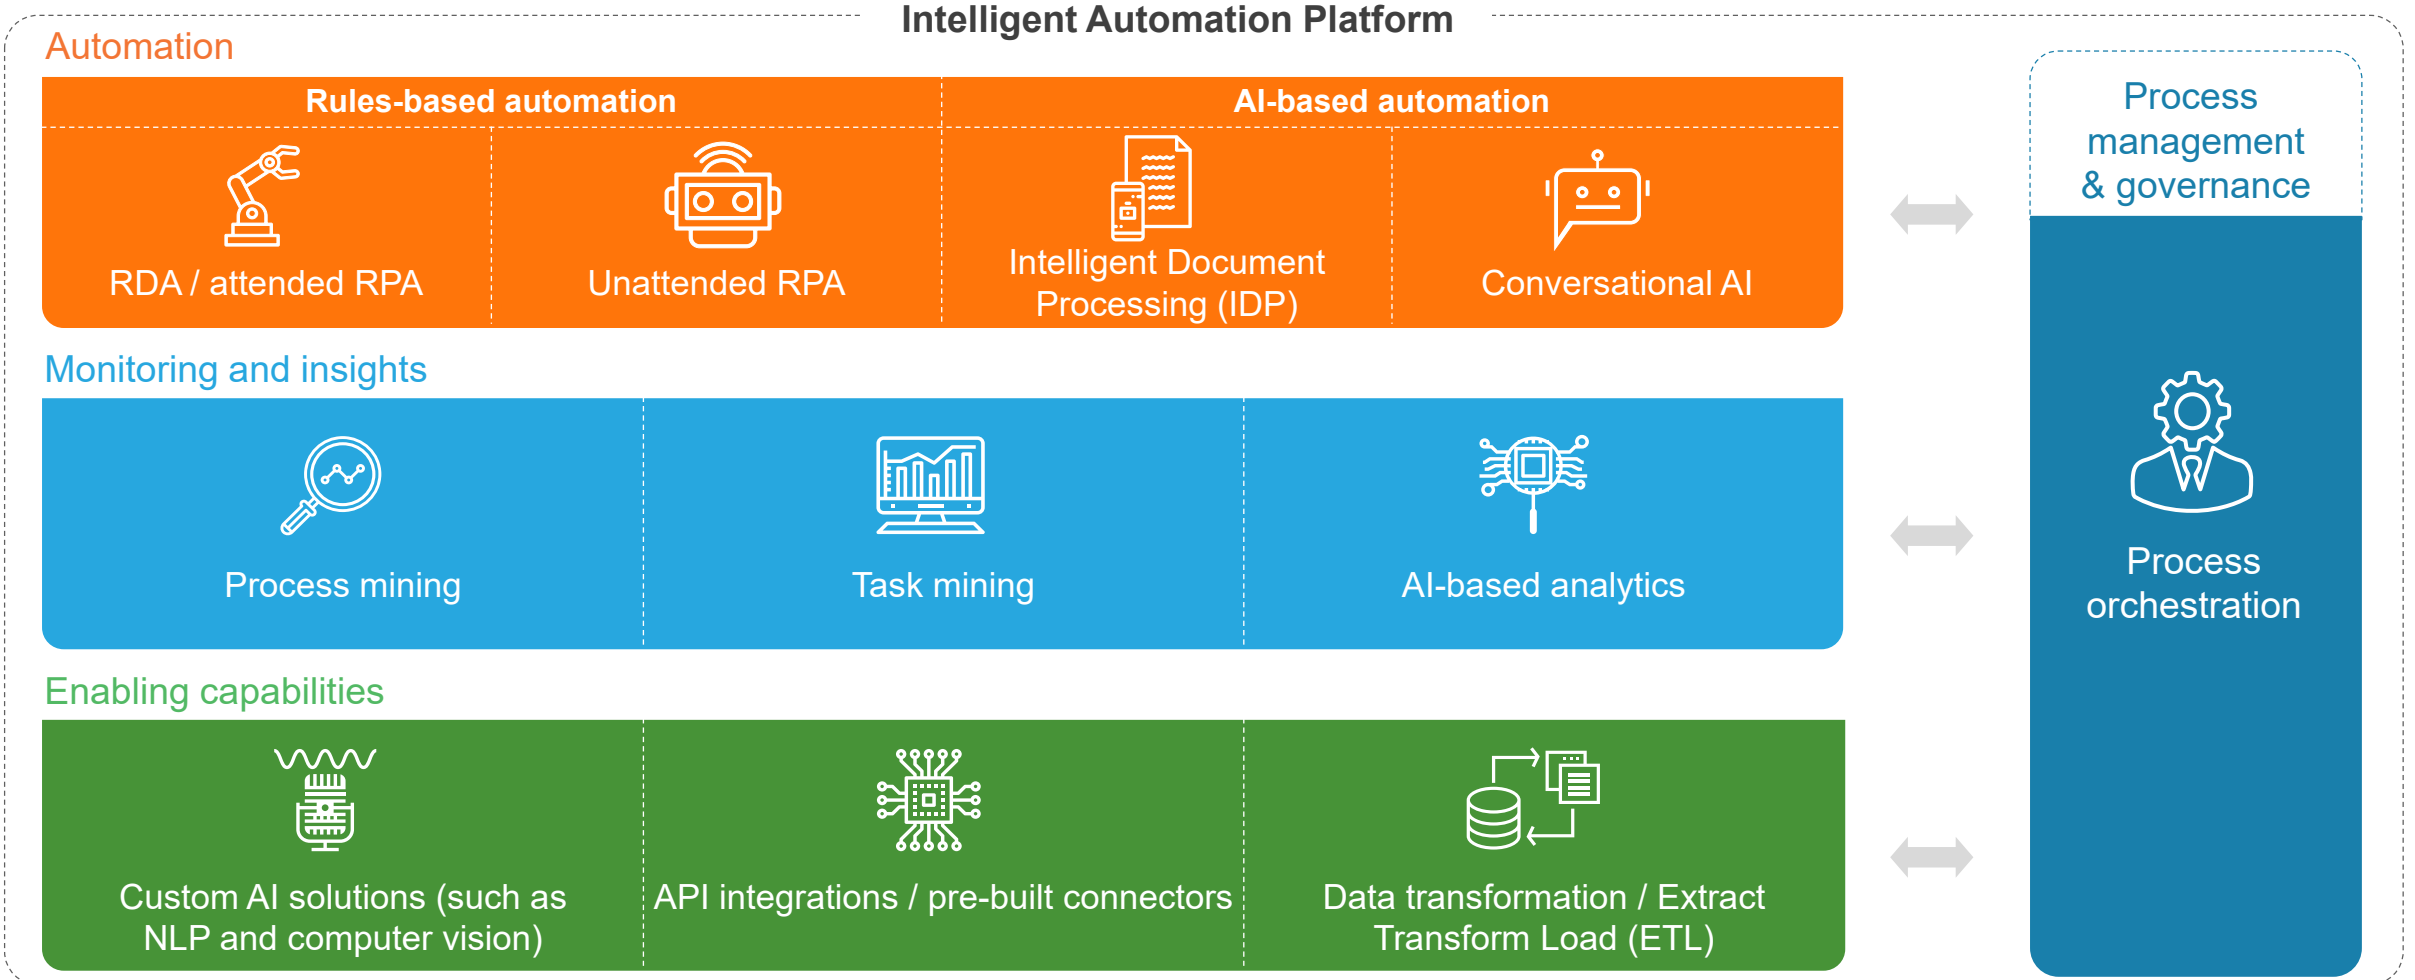 Intelligent Automation Platform
Automation
Rules-based automation
AI-based automation
RDA / attended RPA
Unattended RPA
Intelligent Document
Processing (IDP)
Conversational AI
Process
management
& governance
Monitoring and insights
Process mining
Task mining
AI-based analytics
Process
orchestration
Enabling capabilities
Custom AI solutions (such as
NLP and computer vision)
API integrations / pre-built connectors
Data transformation / Extract
Transform Load (ETL)